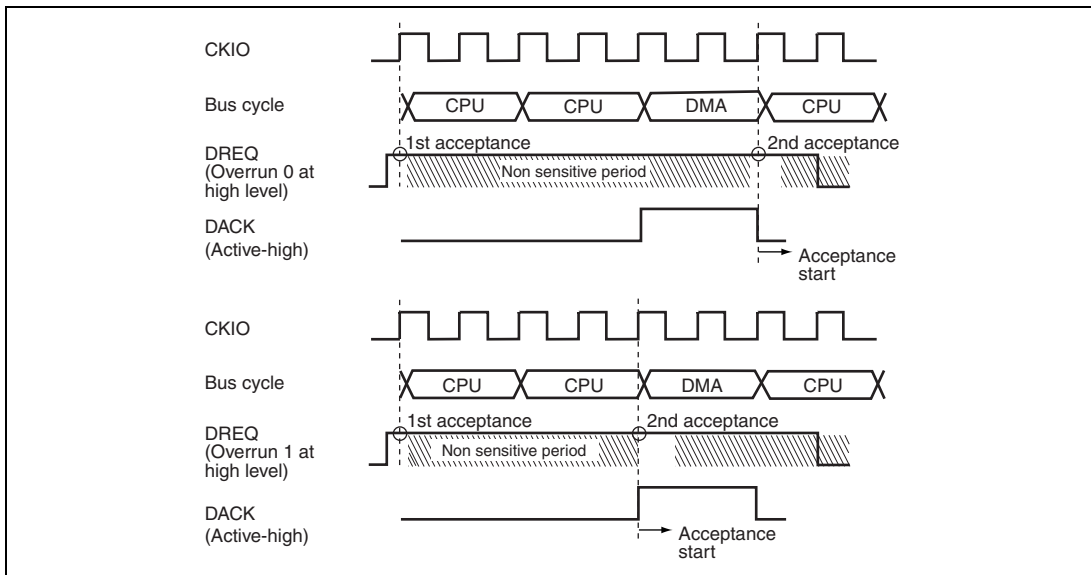 CKIO
Bus cycle
CPU
CPU
DMA
CPU
DREQ
(Overrun 0 at
high level)
1st acceptance
2nd acceptance
Non sensitive period
DACK
(Active-high)
Acceptance
start
CKIO
Bus cycle
CPU
CPU
DMA
CPU
DREQ
(Overrun 1 at
high level)
1st acceptance
2nd acceptance
Non sensitive period
DACK
(Active-high)
Acceptance
start